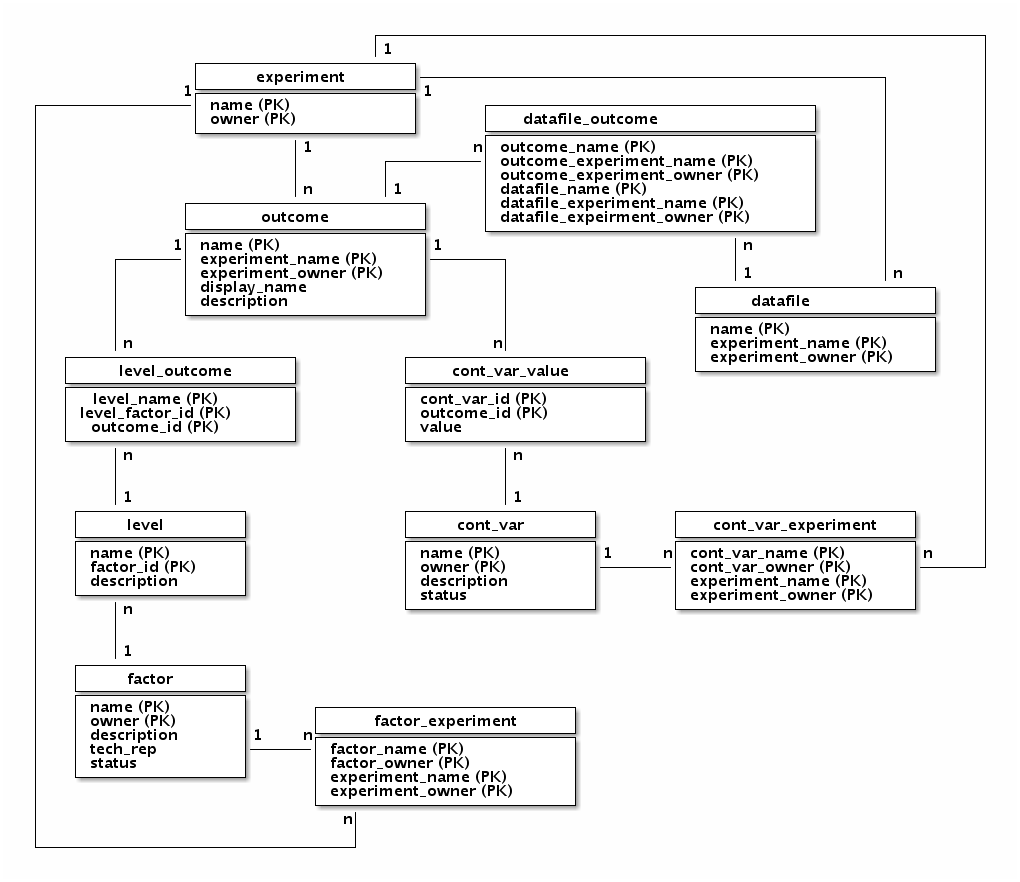 1
experiment
1
1
name (PK)
owner (PK)
datafile_outcome
1
n
outcome_name (PK)
outcome_experiment_name (PK)
outcome_experiment_owner (PK)
datafile_name (PK)
datafile_experiment_name (PK)
datafile_expeirment_owner (PK)
n
1
outcome
1
1
name (PK)
experiment_name (PK)
experiment_owner (PK)
display_name
description
n
1
n
datafile
name (PK)
experiment_name (PK)
experiment_owner (PK)
n
n
level_outcome
level_name (PK)
level_factor_id (PK)
outcome_id (PK)
cont_var_value
cont_var_id (PK)
outcome_id (PK)
value
n
n
1
1
level
name (PK)
factor_id (PK)
description
cont_var
name (PK)
owner (PK)
description
status
1
n
cont_var_experiment
cont_var_name (PK)
cont_var_owner (PK)
experiment_name (PK)
experiment_owner (PK)
n
n
1
factor
name (PK)
owner (PK)
description
tech_rep
status
1
n
factor_experiment
factor_name (PK)
factor_owner (PK)
experiment_name (PK)
experiment_owner (PK)
n